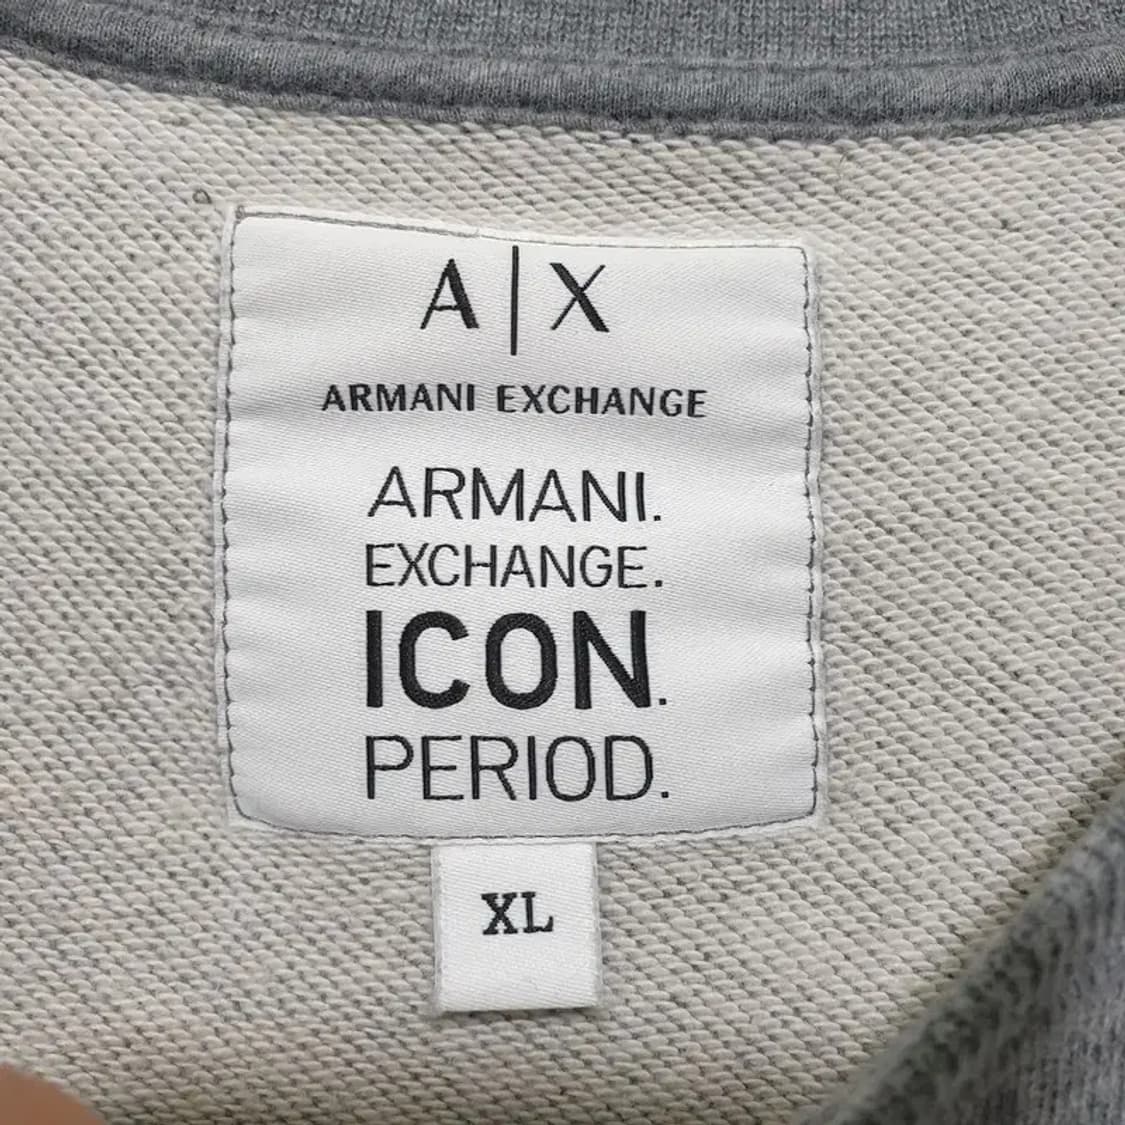 A|X
ARMANI EXCHANGE
ARMANI.
EXCHANGE.
ICON.
PERIOD.
XL